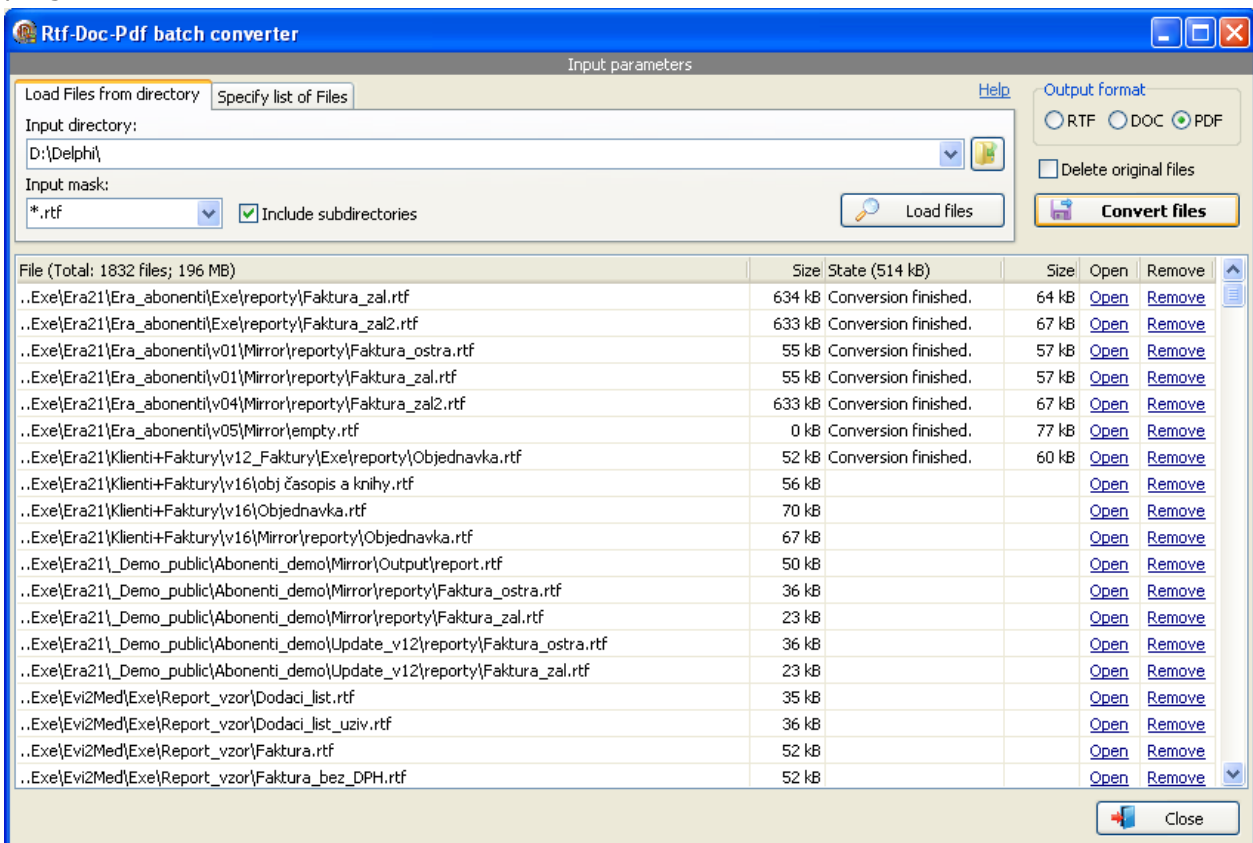 Rtf-Doc-Pdf batch converter
Input parameters
Load Files from directory Specify list of Files Help Output format
Input directory: RTF DOC PDF
D:\Delphi\
Input mask: Delete original files
*.rtf Include subdirectories Load files Convert files
File (Total: 1832 files; 196 MB) Size State (514 kB) Size Open Remove
..Exe\Era21\Era_abonenti\Exe\reporty\Faktura_zal.rtf 634 kB Conversion finished. 64 kB Open Remove
..Exe\Era21\Era_abonenti\Exe\reporty\Faktura_zal2.rtf 633 kB Conversion finished. 67 kB Open Remove
..Exe\Era21\Era_abonenti\v01\Mirror\reporty\Faktura_ostra.rtf 55 kB Conversion finished. 57 kB Open Remove
..Exe\Era21\Era_abonenti\v01\Mirror\reporty\Faktura_zal.rtf 55 kB Conversion finished. 57 kB Open Remove
..Exe\Era21\Era_abonenti\v04\Mirror\reporty\Faktura_zal2.rtf 633 kB Conversion finished. 67 kB Open Remove
..Exe\Era21\Era_abonenti\v05\Mirror\empty.rtf 0 kB Conversion finished. 77 kB Open Remove
..Exe\Era21\Klienti+Faktury\v12_Faktury\Exe\reporty\Objednavka.rtf 52 kB Conversion finished. 60 kB Open Remove
..Exe\Era21\Klienti+Faktury\v16\obj časopis a knihy.rtf 56 kB Open Remove
..Exe\Era21\Klienti+Faktury\v16\Objednavka.rtf 70 kB Open Remove
..Exe\Era21\Klienti+Faktury\v16\Mirror\reporty\Objednavka.rtf 67 kB Open Remove
..Exe\Era21\_Demo_public\Abonenti_demo\Mirror\Output\report.rtf 50 kB Open Remove
..Exe\Era21\_Demo_public\Abonenti_demo\Mirror\reporty\Faktura_ostra.rtf 36 kB Open Remove
..Exe\Era21\_Demo_public\Abonenti_demo\Mirror\reporty\Faktura_zal.rtf 23 kB Open Remove
..Exe\Era21\_Demo_public\Abonenti_demo\Update_v12\reporty\Faktura_ostra.rtf 36 kB Open Remove
..Exe\Era21\_Demo_public\Abonenti_demo\Update_v12\reporty\Faktura_zal.rtf 23 kB Open Remove
..Exe\Evi2Med\Exe\Report_vzor\Dodaci_list.rtf 35 kB Open Remove
..Exe\Evi2Med\Exe\Report_vzor\Dodaci_list_uziv.rtf 36 kB Open Remove
..Exe\Evi2Med\Exe\Report_vzor\Faktura.rtf 52 kB Open Remove
..Exe\Evi2Med\Exe\Report_vzor\Faktura_bez_DPH.rtf 52 kB Open Remove
Close